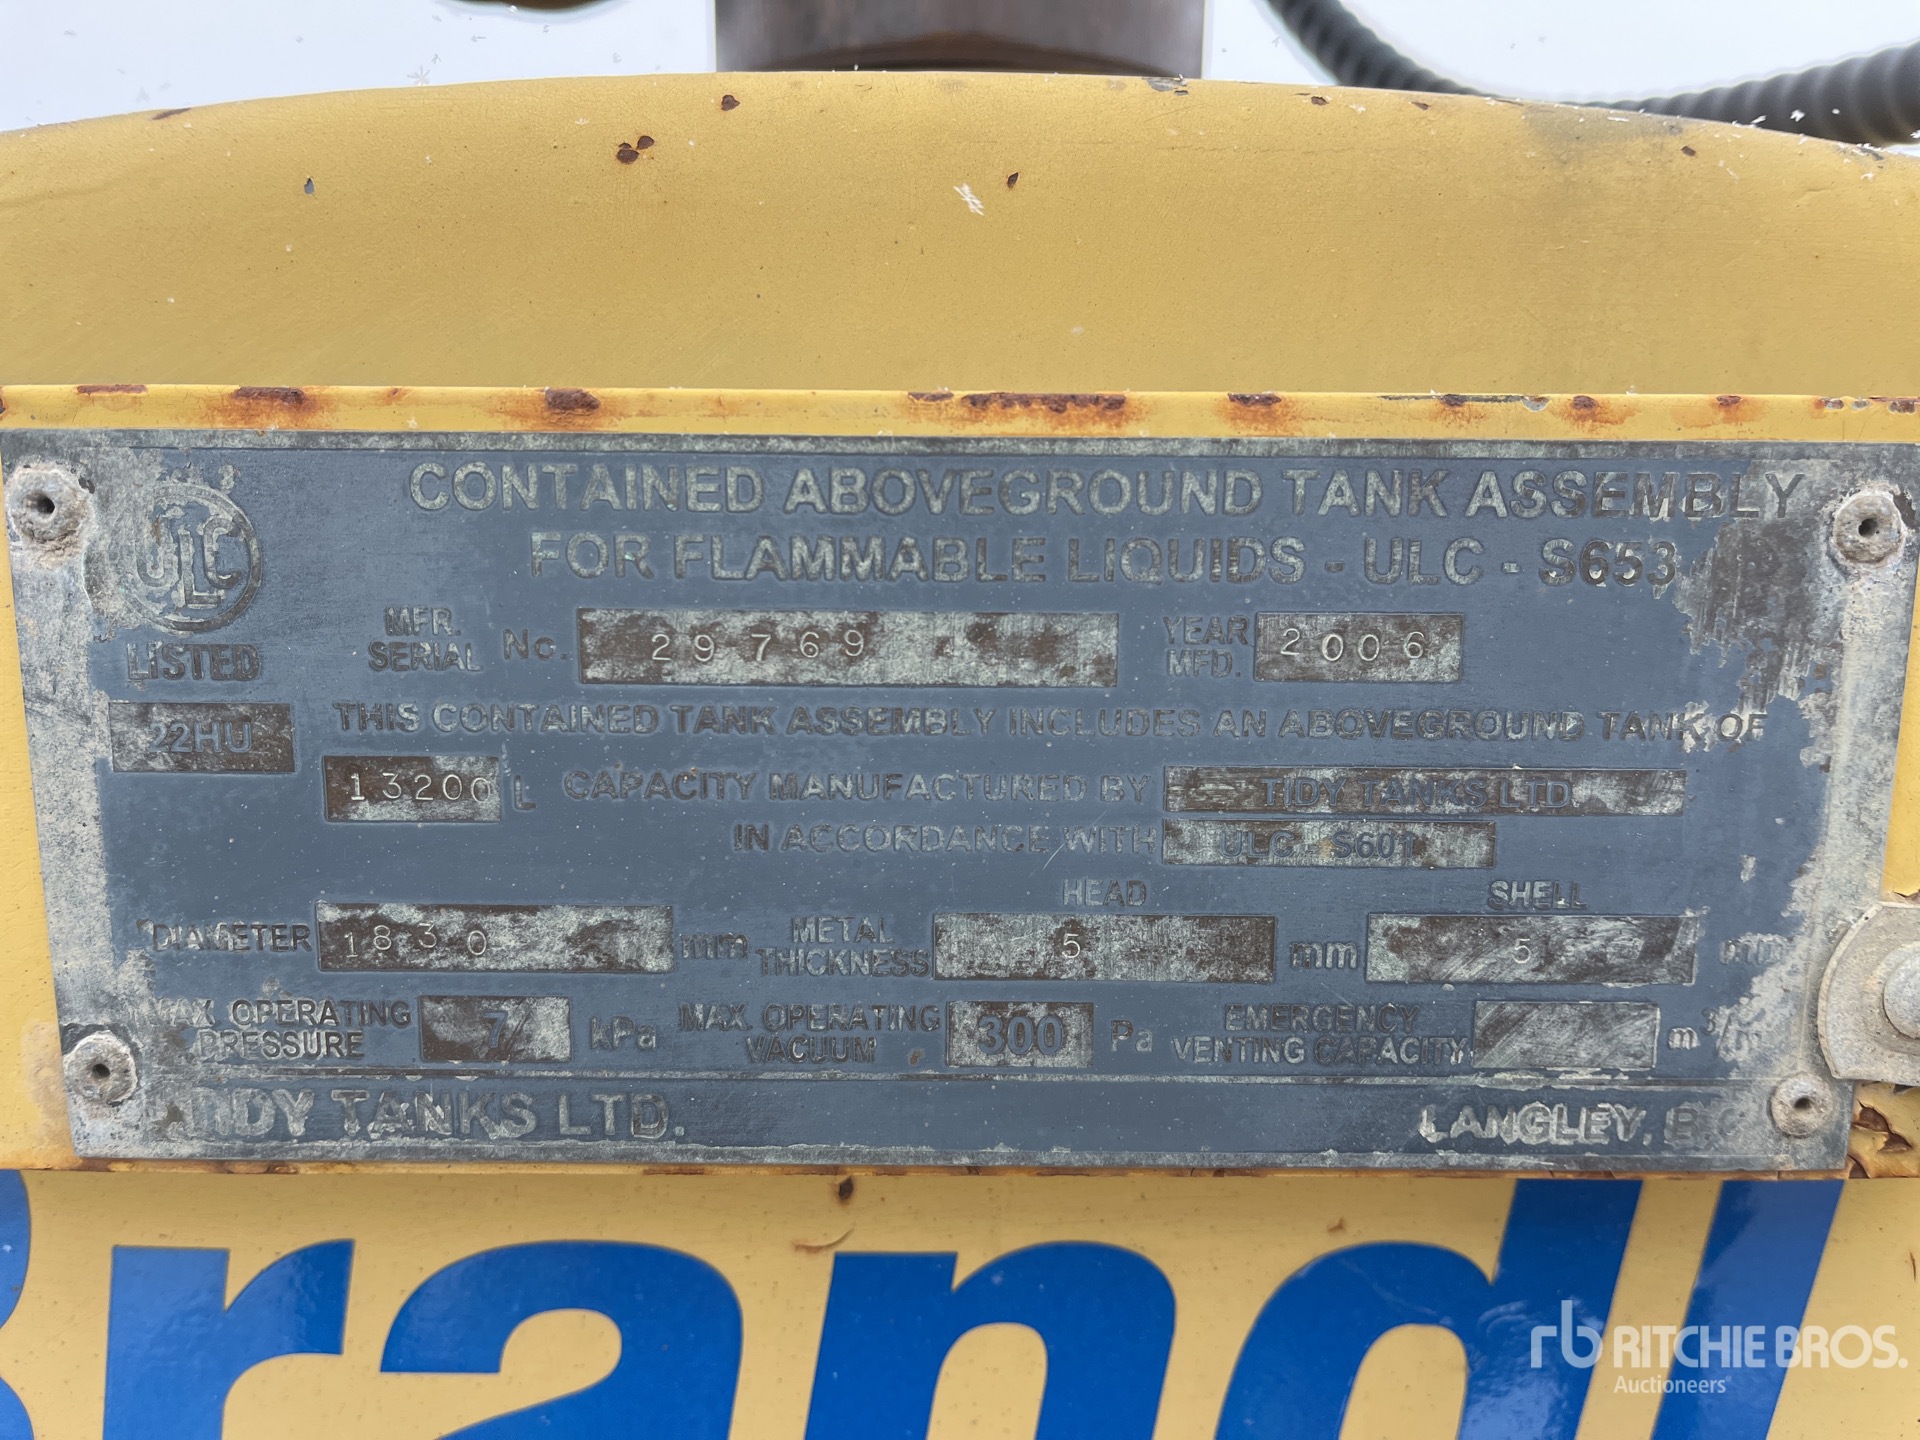 CONTAINED ABOVEGROUND TANK ASSEMBLY
FOR FLAMMABLE LIQUIDS - ULC - S653
ULC
LISTED
22HU
MFR. SERIAL No. 29769 YEAR MFD. 2006
THIS CONTAINED TANK ASSEMBLY INCLUDES AN ABOVEGROUND TANK OF
13200 L CAPACITY MANUFACTURED BY TIDY TANKS LTD
IN ACCORDANCE WITH ULC - S601
HEAD SHELL
DIAMETER 1830 mm METAL THICKNESS 5 mm 5 mm
MAX. OPERATING PRESSURE 7 kPa MAX. OPERATING VACUUM 300 Pa EMERGENCY VENTING CAPACITY
TIDY TANKS LTD. LANGLEY, B.C.
rb RITCHIE BROS.
Auctioneers